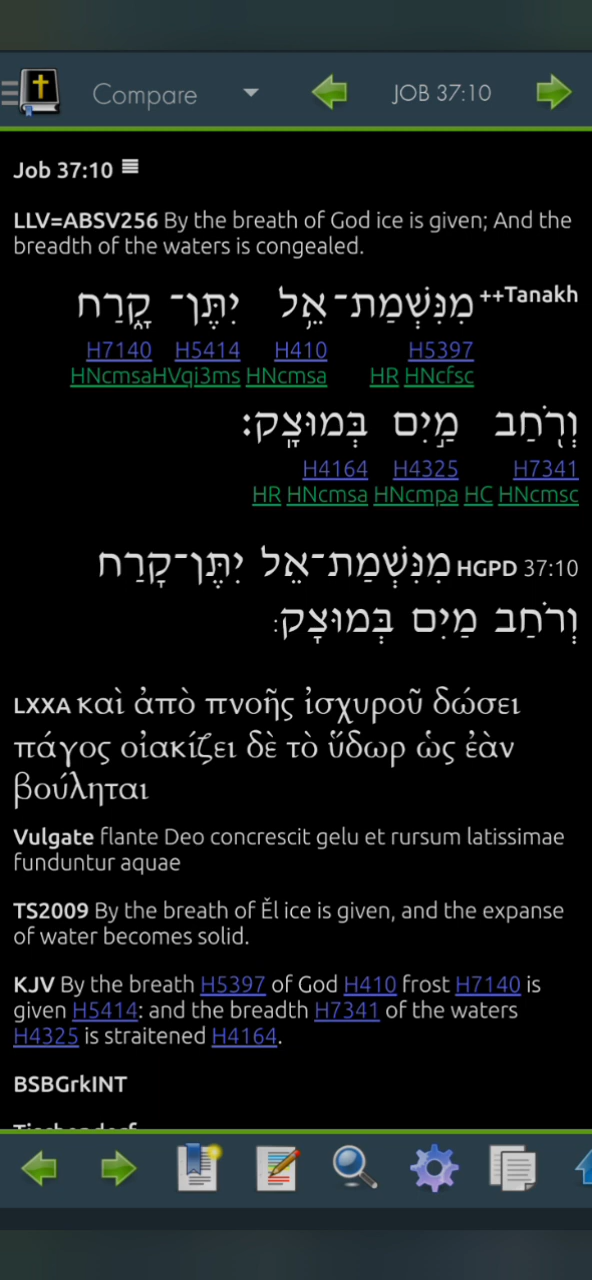 Compare
JOB 37:10
Job 37:10
LLV=ABSV256 By the breath of God ice is given; And the
breadth of the waters is congealed.
++Tanakh מִנִּשְׁמַת־אֵ֥ל יִתֶּן־ קָ֑רַח
H7140 H5414 H410 H5397
HNcmsaHVqi3ms HNcmsa HR HNcfsc
וְרֹ֖חַב מַ֣יִם בְּמוּצָֽק׃
H4164 H4325 H7341
HR HNcmsa HNcmpa HC HNcmsc
HGPD 37:10 מִנִּשְׁמַת־אֵל יִתֶּן־קָרַח
וְרֹחַב מַיִם בְּמוּצָק:
LXXA καὶ ἀπὸ πνοῆς ἰσχυροῦ δώσει
πάγος οἰακίζει δὲ τὸ ὕδωρ ὡς ἐὰν
βούληται
Vulgate flante Deo concrescit gelu et rursum latissimae
funduntur aquae
TS2009 By the breath of Ěl ice is given, and the expanse
of water becomes solid.
KJV By the breath H5397 of God H410 frost H7140 is
given H5414: and the breadth H7341 of the waters
H4325 is straitened H4164.
BSBGrkINT